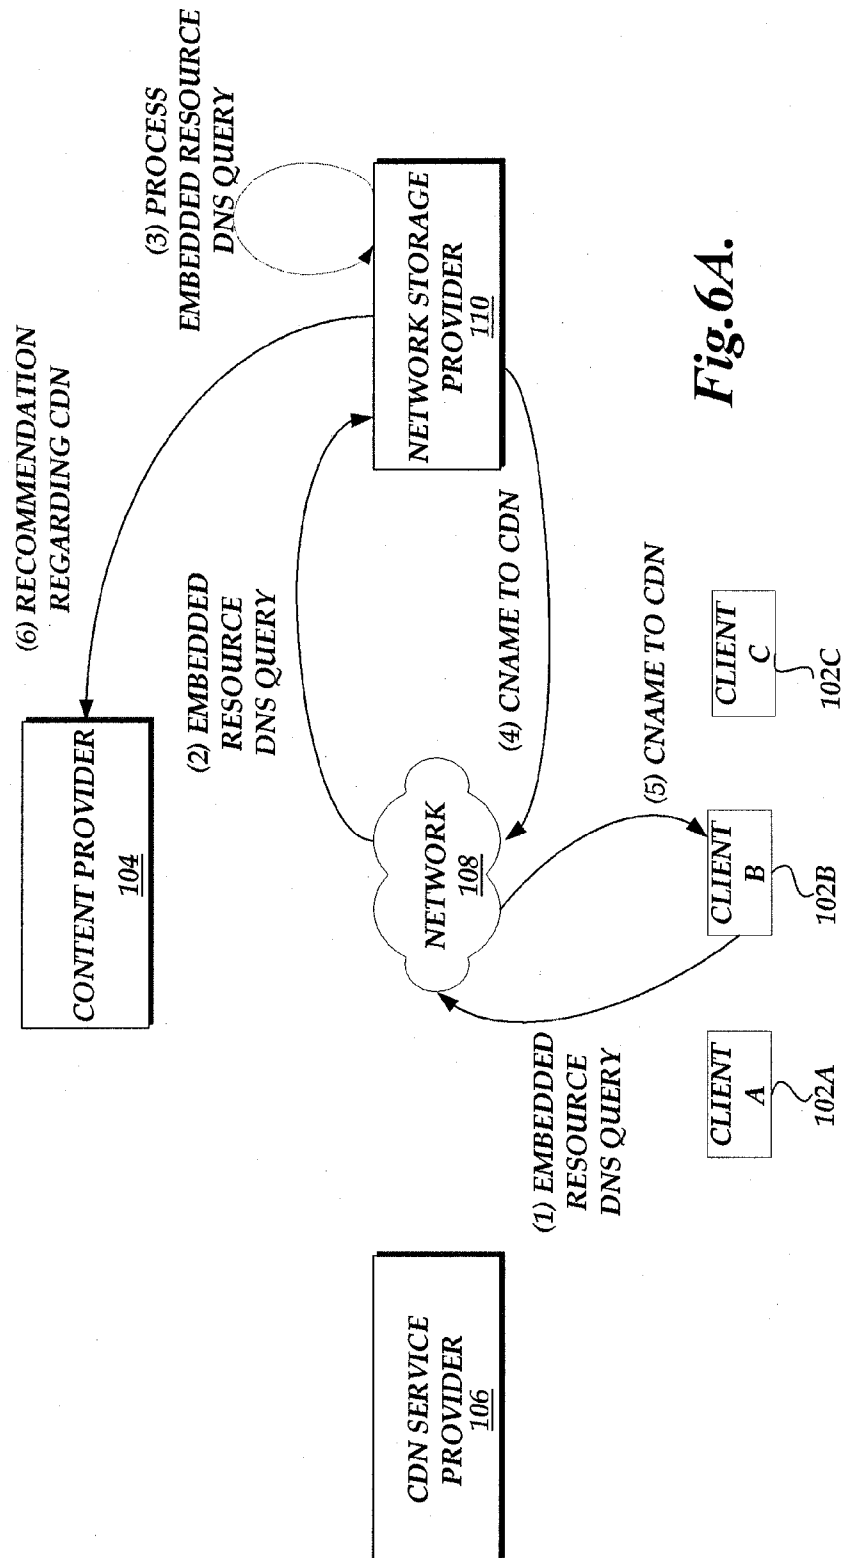 (6) RECOMMENDATION
REGARDING CDN
CONTENT PROVIDER
104
(3) PROCESS
EMBEDDED RESOURCE
DNS QUERY
(2) EMBEDDED
RESOURCE
DNS QUERY
CDN SERVICE
PROVIDER
106
NETWORK
108
NETWORK STORAGE
PROVIDER
110
(4) CNAME TO CDN
(1) EMBEDDED
RESOURCE
DNS QUERY
(5) CNAME TO CDN
CLIENT
A
102A
CLIENT
B
102B
CLIENT
C
102C
Fig.6A.